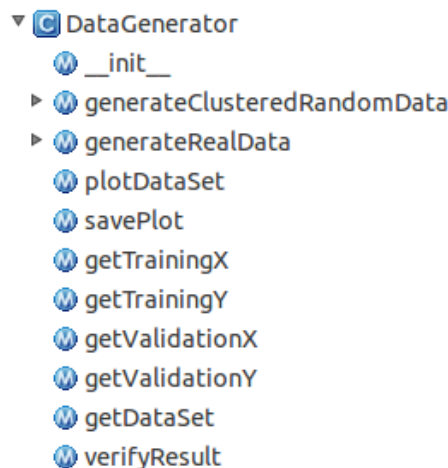 DataGenerator
__init__
generateClusteredRandomData
generateRealData
plotDataSet
savePlot
getTrainingX
getTrainingY
getValidationX
getValidationY
getDataSet
verifyResult